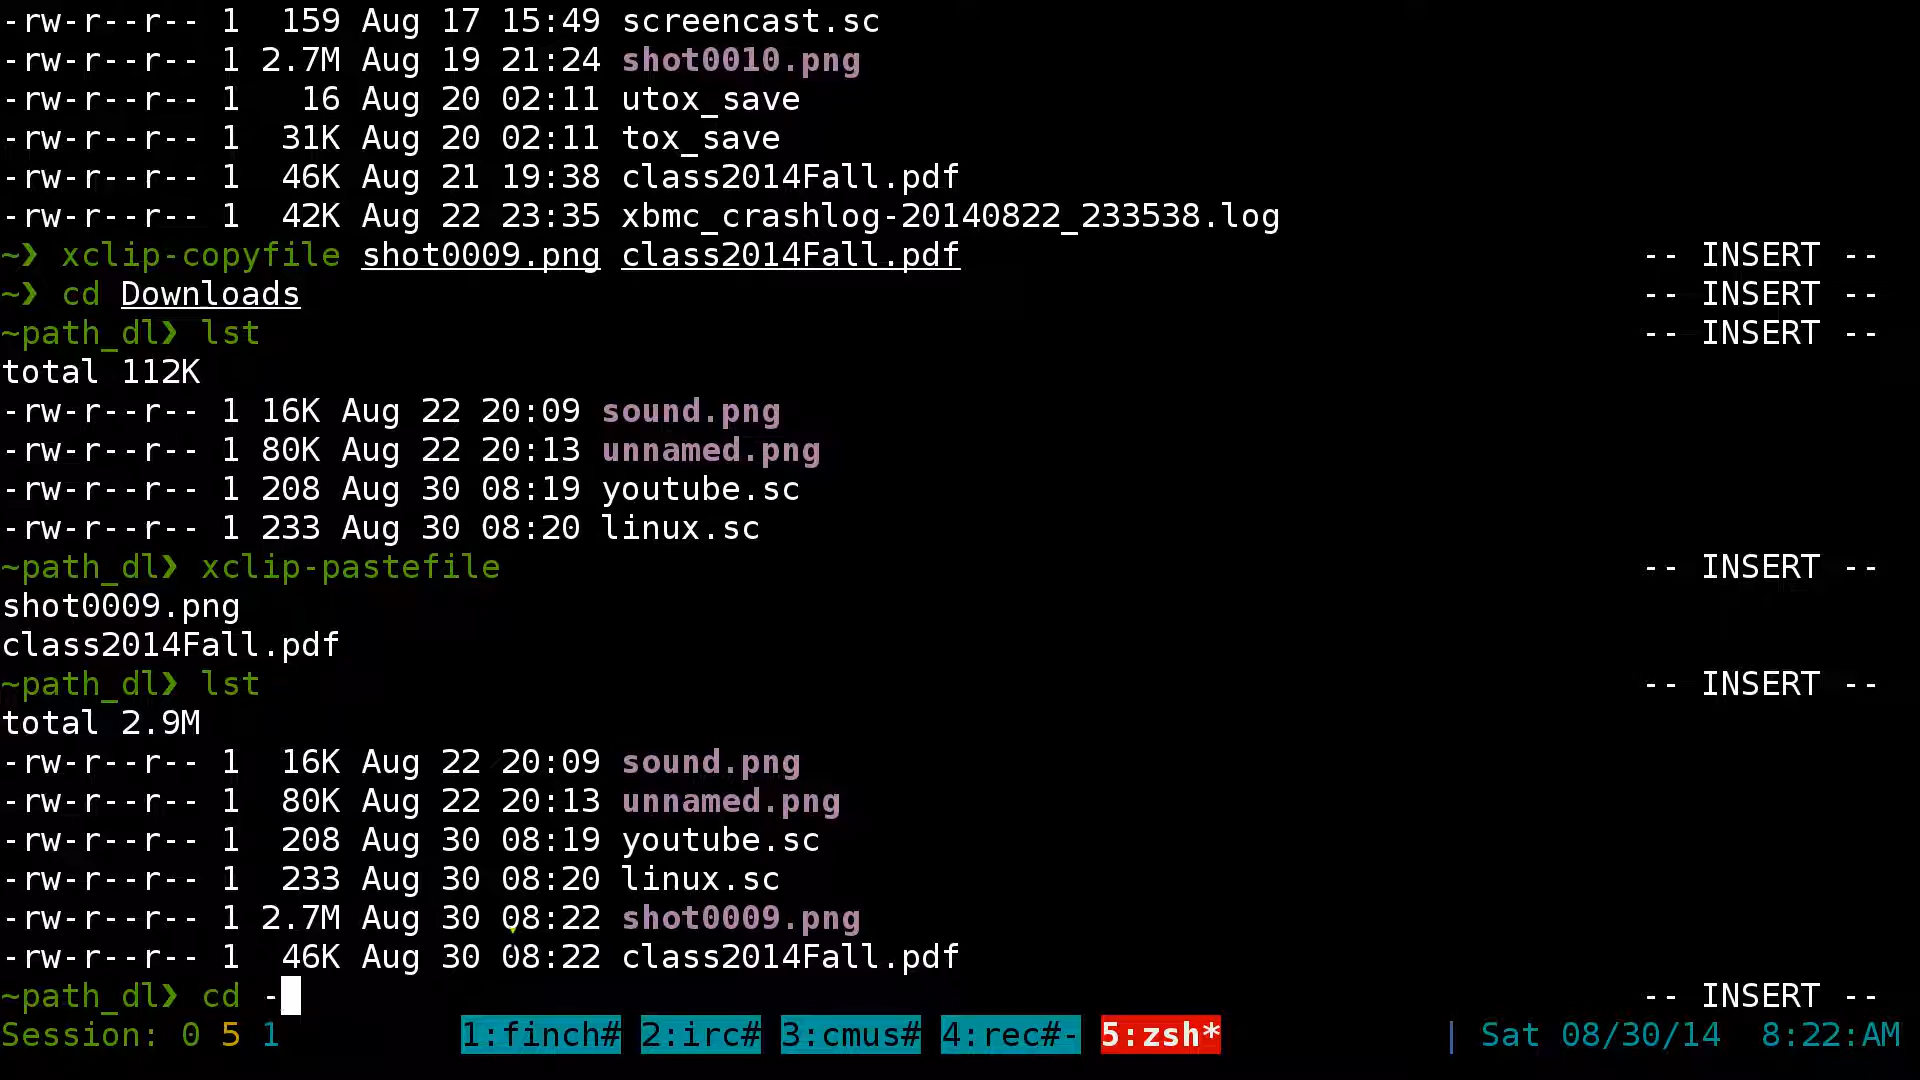 -rw-r--r-- 1  159 Aug 17 15:49 screencast.sc
-rw-r--r-- 1 2.7M Aug 19 21:24 shot0010.png
-rw-r--r-- 1   16 Aug 20 02:11 utox_save
-rw-r--r-- 1  31K Aug 20 02:11 tox_save
-rw-r--r-- 1  46K Aug 21 19:38 class2014Fall.pdf
-rw-r--r-- 1  42K Aug 22 23:35 xbmc_crashlog-20140822_233538.log
~❯ xclip-copyfile shot0009.png class2014Fall.pdf -- INSERT --
~❯ cd Downloads -- INSERT --
~path_dl❯ lst -- INSERT --
total 112K
-rw-r--r-- 1 16K Aug 22 20:09 sound.png
-rw-r--r-- 1 80K Aug 22 20:13 unnamed.png
-rw-r--r-- 1 208 Aug 30 08:19 youtube.sc
-rw-r--r-- 1 233 Aug 30 08:20 linux.sc
~path_dl❯ xclip-pastefile -- INSERT --
shot0009.png
class2014Fall.pdf
~path_dl❯ lst -- INSERT --
total 2.9M
-rw-r--r-- 1  16K Aug 22 20:09 sound.png
-rw-r--r-- 1  80K Aug 22 20:13 unnamed.png
-rw-r--r-- 1  208 Aug 30 08:19 youtube.sc
-rw-r--r-- 1  233 Aug 30 08:20 linux.sc
-rw-r--r-- 1 2.7M Aug 30 08:22 shot0009.png
-rw-r--r-- 1  46K Aug 30 08:22 class2014Fall.pdf
~path_dl❯ cd - -- INSERT --
Session: 0 5 1 1:finch# 2:irc# 3:cmus# 4:rec#- 5:zsh* | Sat 08/30/14  8:22:AM